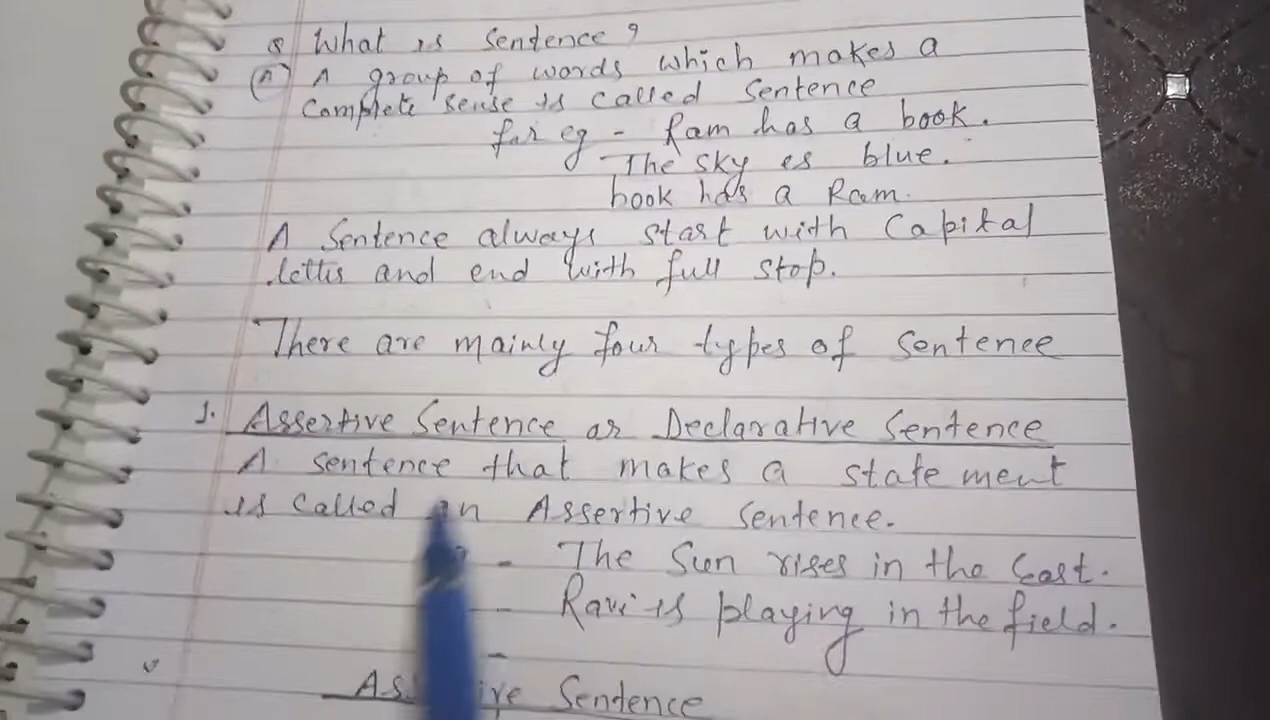 Q What is Sentence ?
(A) A group of words which makes a
Complete sense is called Sentence
for eg - Ram has a book.
The sky is blue.
book has a Ram.
A Sentence always start with Capital
letter and end with full stop.
There are mainly four types of Sentence
1. Assertive Sentence or Declarative Sentence
A sentence that makes a state ment
is called an Assertive Sentence.
- The Sun rises in the East.
- Ravi is playing in the field.
-
Sentence